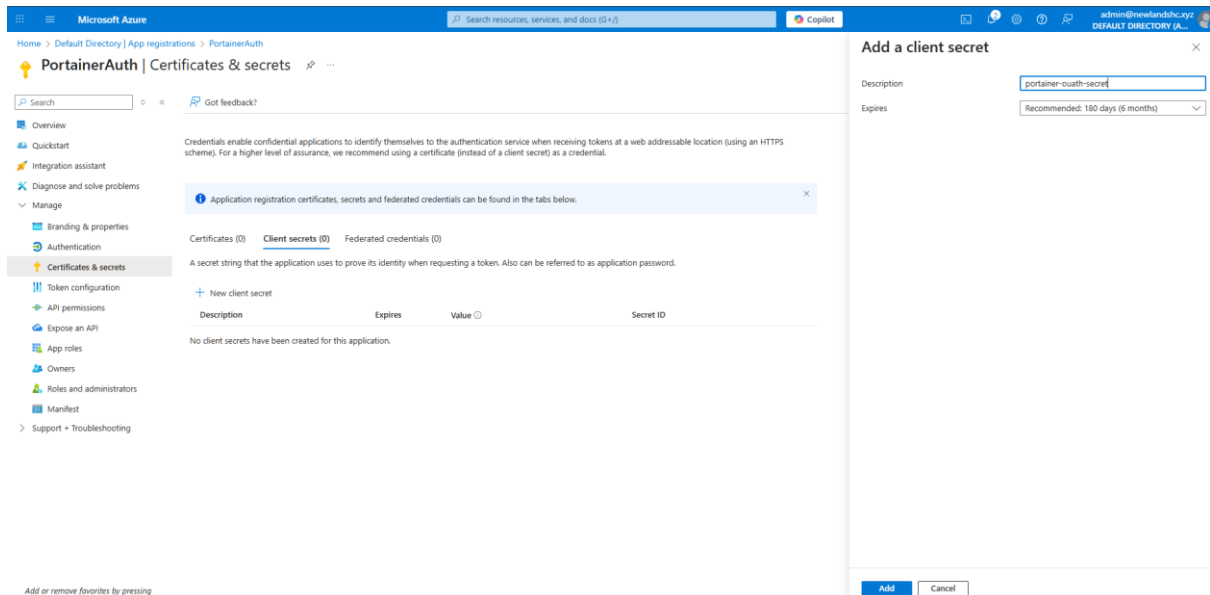 Microsoft Azure
Search resources, services, and docs (G+/)
Copilot
2
admin@newlandshc.xyz
DEFAULT DIRECTORY (A...
Home > Default Directory | App registrations > PortainerAuth
PortainerAuth | Certificates & secrets
Search
Overview
Quickstart
Integration assistant
Diagnose and solve problems
Manage
Branding & properties
Authentication
Certificates & secrets
Token configuration
API permissions
Expose an API
App roles
Owners
Roles and administrators
Manifest
Support + Troubleshooting
Add or remove favorites by pressing
Got feedback?
Credentials enable confidential applications to identify themselves to the authentication service when receiving tokens at a web addressable location (using an HTTPS
scheme). For a higher level of assurance, we recommend using a certificate (instead of a client secret) as a credential.
Application registration certificates, secrets and federated credentials can be found in the tabs below.
Certificates (0) Client secrets (0) Federated credentials (0)
A secret string that the application uses to prove its identity when requesting a token. Also can be referred to as application password.
New client secret
Description Expires Value Secret ID
No client secrets have been created for this application.
Add a client secret
Description portainer-ouath-secret
Expires Recommended: 180 days (6 months)
Add Cancel